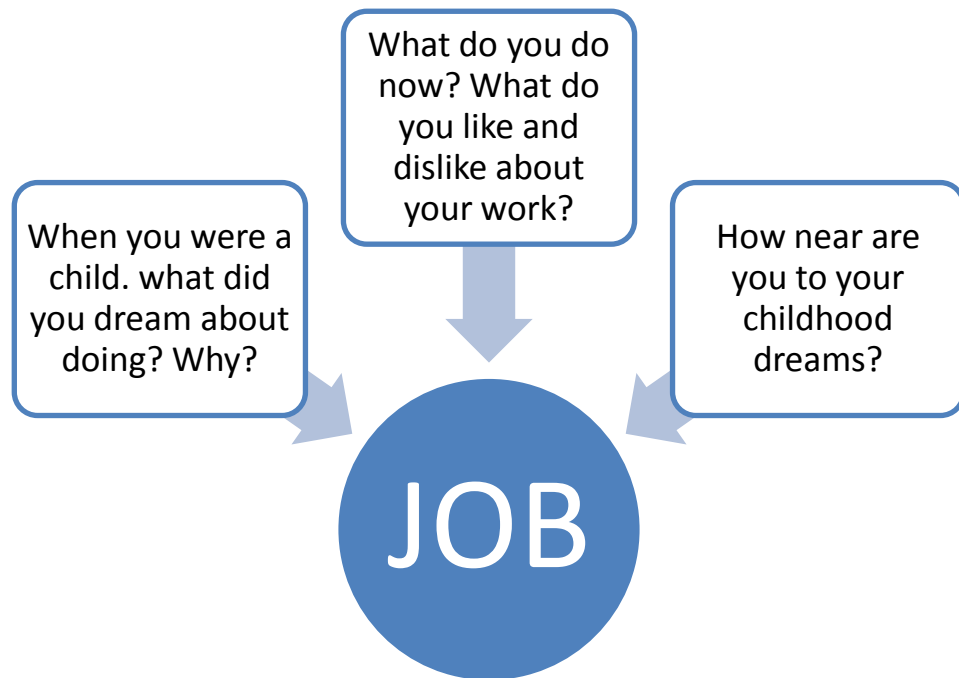 When you were a
child. what did
you dream about
doing? Why?
What do you do
now? What do
you like and
dislike about
your work?
How near are
you to your
childhood
dreams?
JOB